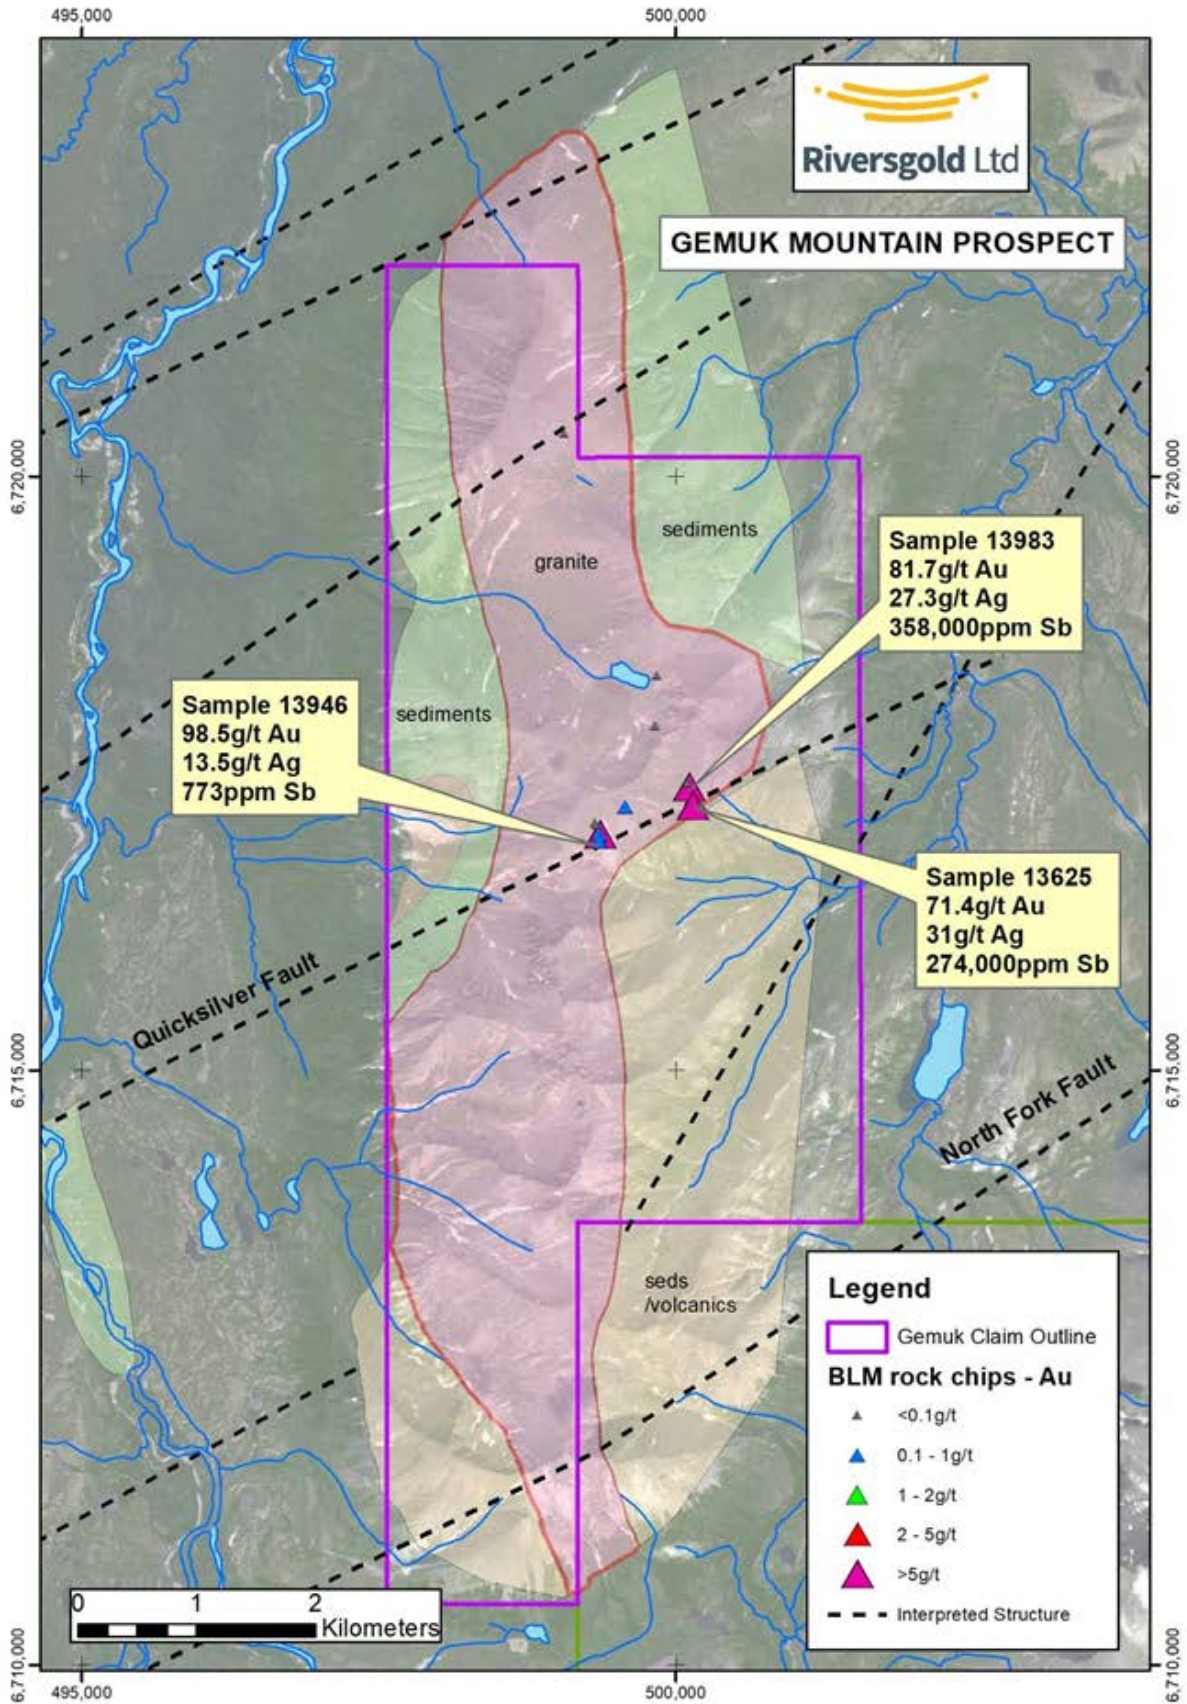 495,000
500,000
Riversgold Ltd
GEMUK MOUNTAIN PROSPECT
6,720,000
6,720,000
sediments
granite
Sample 13983
81.7g/t Au
27.3g/t Ag
358,000ppm Sb
Sample 13946
98.5g/t Au
13.5g/t Ag
773ppm Sb
sediments
Sample 13625
71.4g/t Au
31g/t Ag
274,000ppm Sb
Quicksilver Fault
6,715,000
6,715,000
North Fork Fault
seds
/volcanics
Legend
Gemuk Claim Outline
BLM rock chips - Au
<0.1g/t
0.1 - 1g/t
1 - 2g/t
2 - 5g/t
>5g/t
Interpreted Structure
0 1 2
Kilometers
6,710,000
6,710,000
495,000
500,000